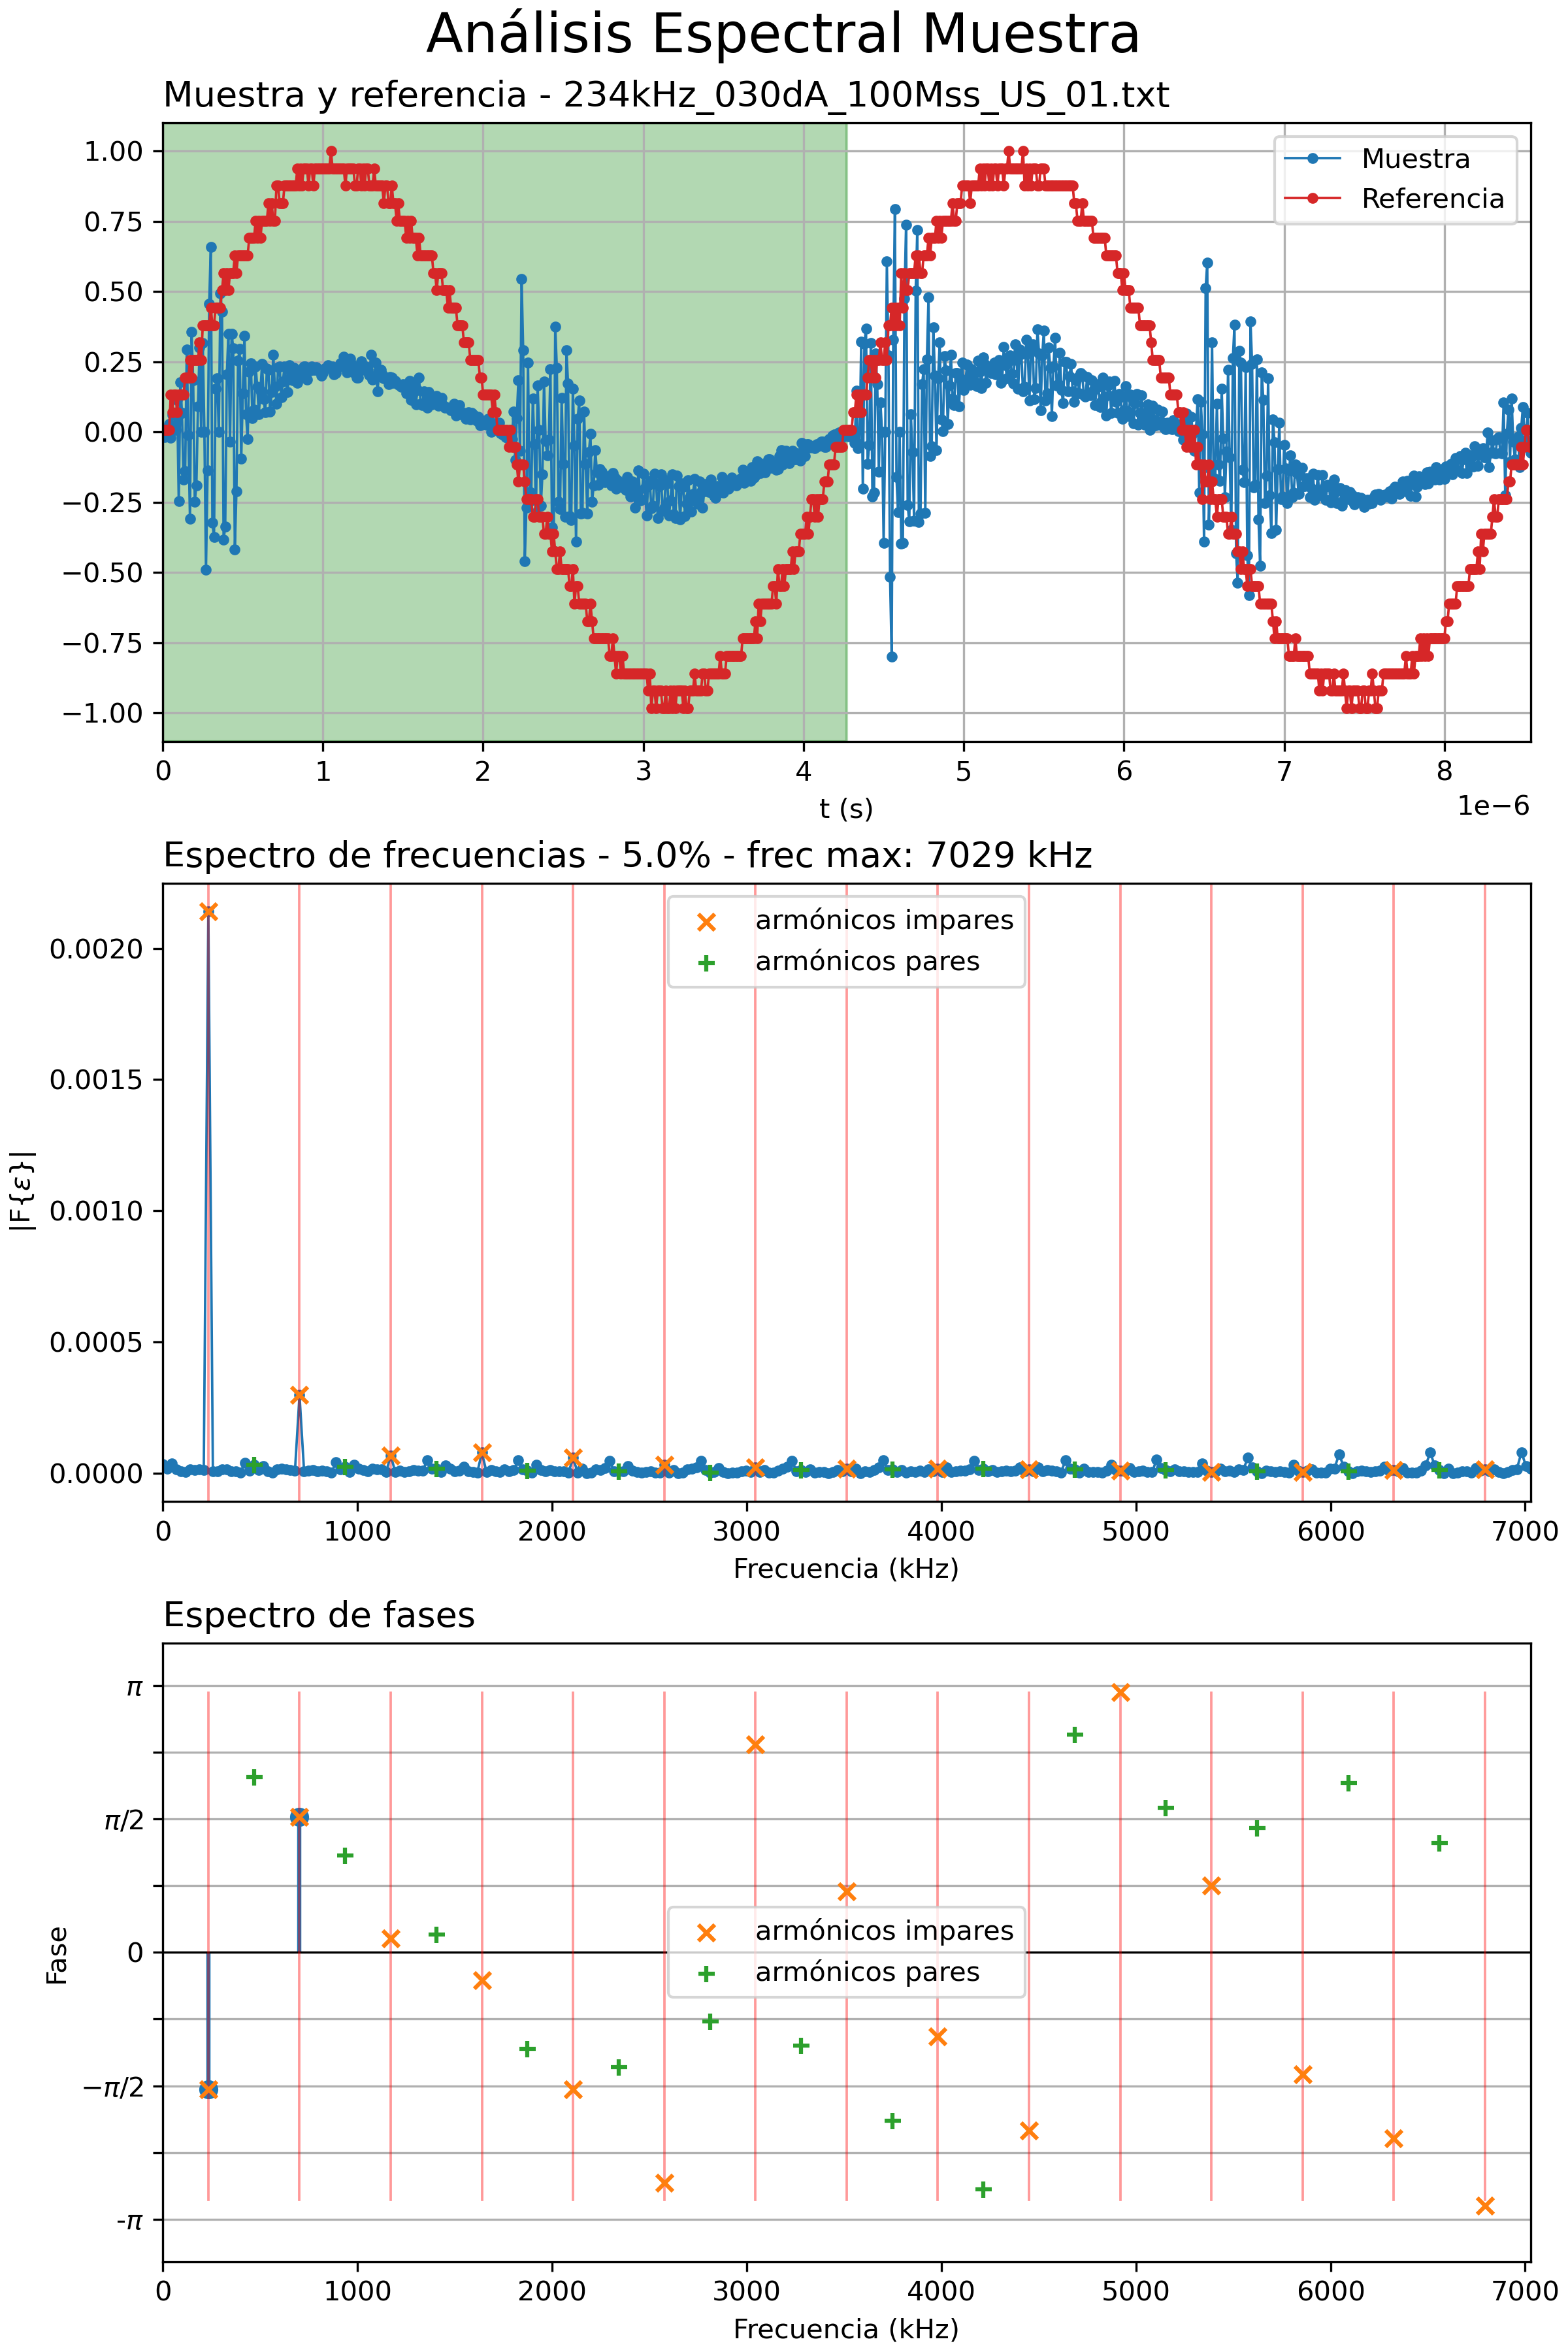 Análisis Espectral Muestra
Muestra y referencia - 234kHz_030dA_100Mss_US_01.txt
1.00
0.75
0.50
0.25
0.00
−0.25
−0.50
−0.75
−1.00
Muestra
Referencia
0 1 2 3 4 5 6 7 8
t (s)
1e−6
Espectro de frecuencias - 5.0% - frec max: 7029 kHz
|F{ε}|
0.0020
0.0015
0.0010
0.0005
0.0000
armónicos impares
armónicos pares
0 1000 2000 3000 4000 5000 6000 7000
Frecuencia (kHz)
Espectro de fases
Fase
π
π/2
0
−π/2
-π
armónicos impares
armónicos pares
0 1000 2000 3000 4000 5000 6000 7000
Frecuencia (kHz)